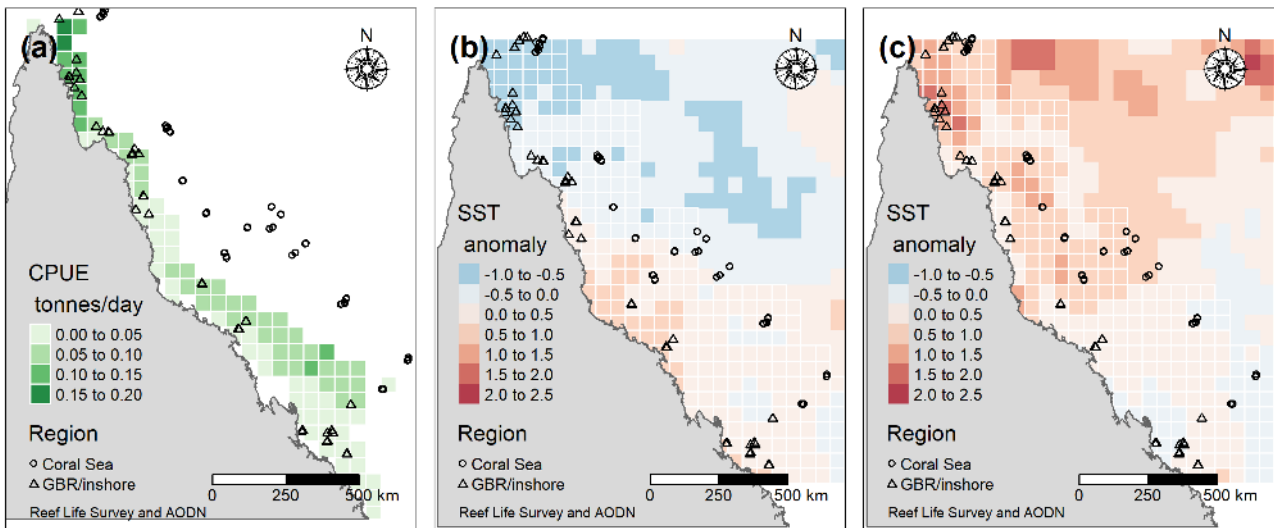 (a)
N
CPUE
tonnes/day
0.00 to 0.05
0.05 to 0.10
0.10 to 0.15
0.15 to 0.20
Region
Coral Sea
GBR/inshore
0 250 500 km
Reef Life Survey and AODN
(b)
N
SST
anomaly
-1.0 to -0.5
-0.5 to 0.0
0.0 to 0.5
0.5 to 1.0
1.0 to 1.5
1.5 to 2.0
2.0 to 2.5
Region
Coral Sea
GBR/inshore
0 250 500 km
Reef Life Survey and AODN
(c)
N
SST
anomaly
-1.0 to -0.5
-0.5 to 0.0
0.0 to 0.5
0.5 to 1.0
1.0 to 1.5
1.5 to 2.0
2.0 to 2.5
Region
Coral Sea
GBR/inshore
0 250 500 km
Reef Life Survey and AODN